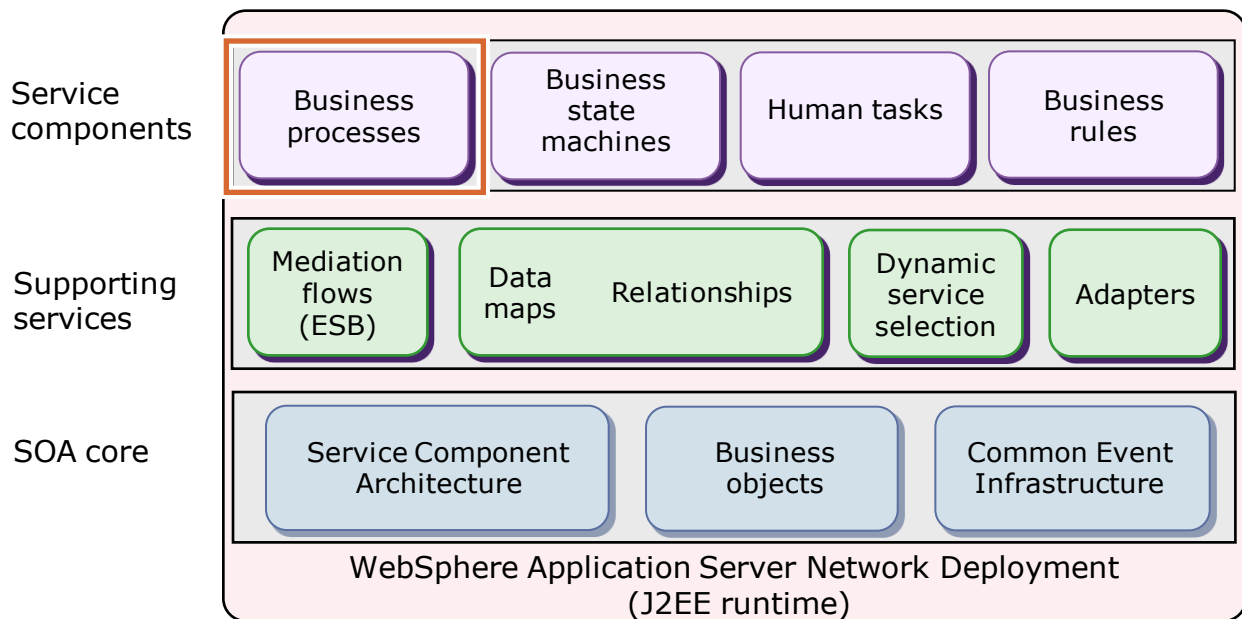 Service
components
Business
processes
Business
state
machines
Human tasks
Business
rules
Supporting
services
Mediation
flows
(ESB)
Data
maps
Relationships
Dynamic
service
selection
Adapters
SOA core
Service Component
Architecture
Business
objects
Common Event
Infrastructure
WebSphere Application Server Network Deployment
(J2EE runtime)